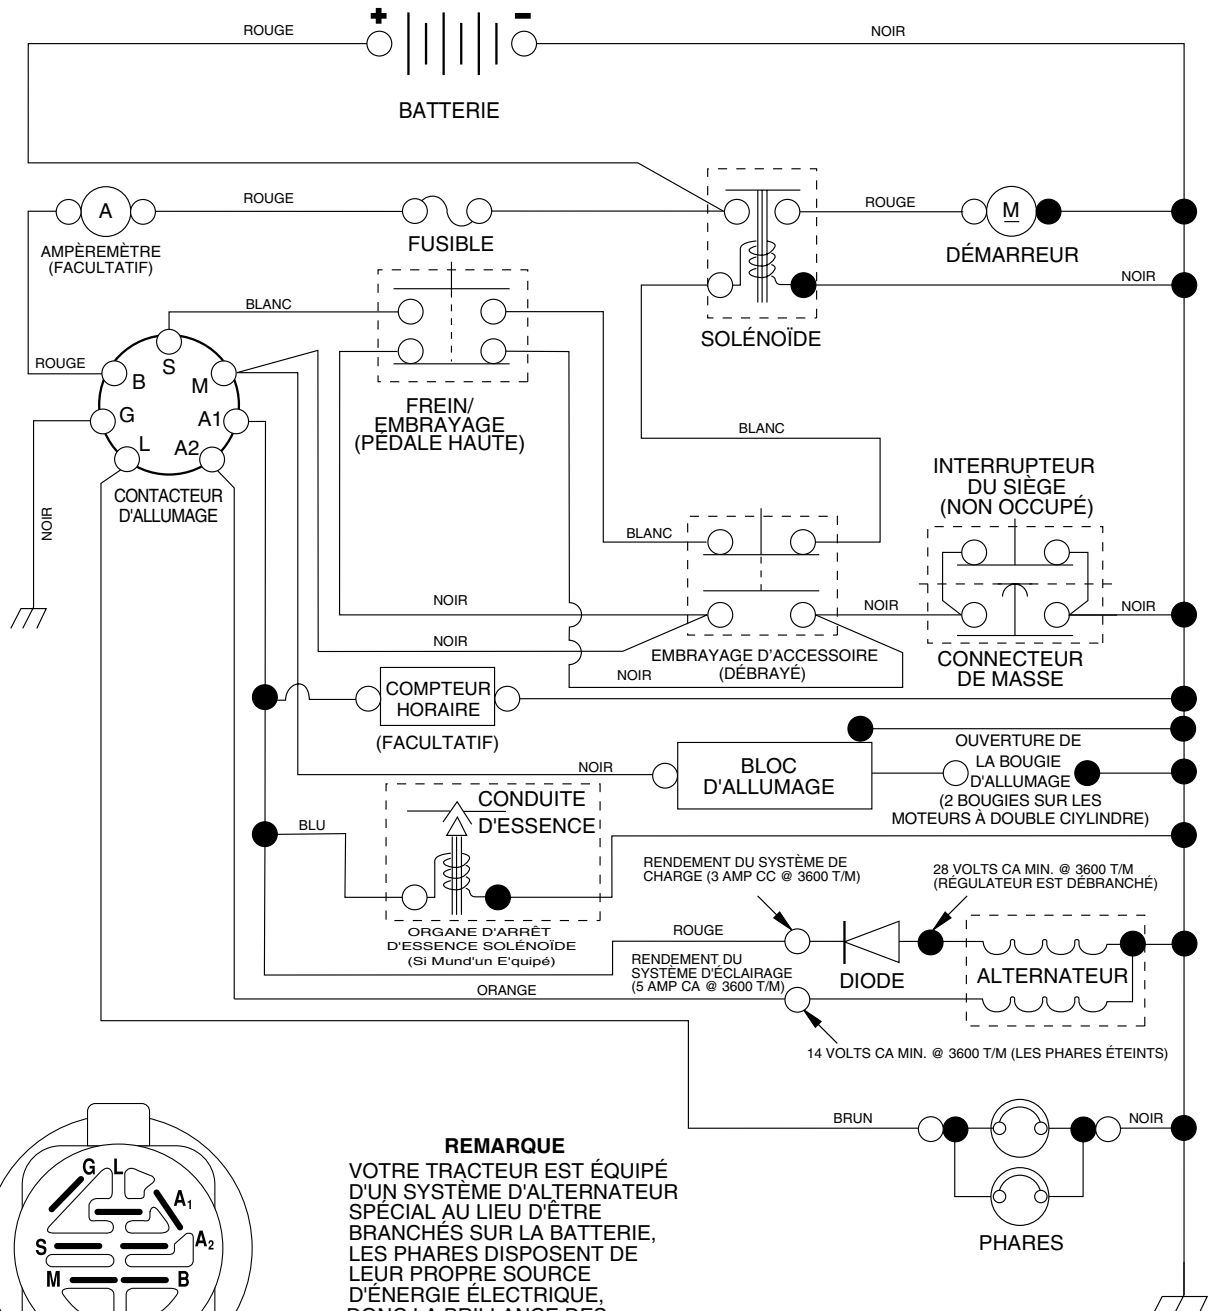 + -
ROUGE
NOIR
BATTERIE
A
ROUGE
FUSIBLE
ROUGE
M
AMPÈREMÈTRE
(FACULTATIF)
DÉMARREUR
NOIR
BLANC
SOLÉNOÏDE
ROUGE
S
B
M
G
A1
L
A2
FREIN/
EMBRAYAGE
(PÉDALE HAUTE)
BLANC
CONTACTEUR
D'ALLUMAGE
NOIR
INTERRUPTEUR
DU SIÈGE
(NON OCCUPÉ)
BLANC
NOIR
NOIR
NOIR
NOIR
NOIR
EMBRAYAGE D'ACCESSOIRE
(DÉBRAYÉ)
CONNECTEUR
DE MASSE
COMPTEUR
HORAIRE
(FACULTATIF)
NOIR
BLOC
D'ALLUMAGE
OUVERTURE DE
LA BOUGIE
D'ALLUMAGE
(2 BOUGIES SUR LES
MOTEURS À DOUBLE CIYLINDRE)
CONDUITE
D'ESSENCE
BLU
ORGANE D'ARRÊT
D'ESSENCE SOLÉNOÏDE
(Si Mund'un E'quipé)
RENDEMENT DU SYSTÈME DE
CHARGE (3 AMP CC @ 3600 T/M)
28 VOLTS CA MIN. @ 3600 T/M
(RÉGULATEUR EST DÉBRANCHÉ)
ROUGE
RENDEMENT DU
SYSTÈME D'ÉCLAIRAGE
(5 AMP CA @ 3600 T/M)
DIODE
ALTERNATEUR
ORANGE
14 VOLTS CA MIN. @ 3600 T/M (LES PHARES ÉTEINTS)
BRUN
NOIR
PHARES
G L
A1
A2
S
M
B
REMARQUE
VOTRE TRACTEUR EST ÉQUIPÉ
D'UN SYSTÈME D'ALTERNATEUR
SPÉCIAL AU LIEU D'ÊTRE
BRANCHÉS SUR LA BATTERIE,
LES PHARES DISPOSENT DE
LEUR PROPRE SOURCE
D'ÉNERGIE ÉLECTRIQUE,
DONC LA BRILLANCE DES